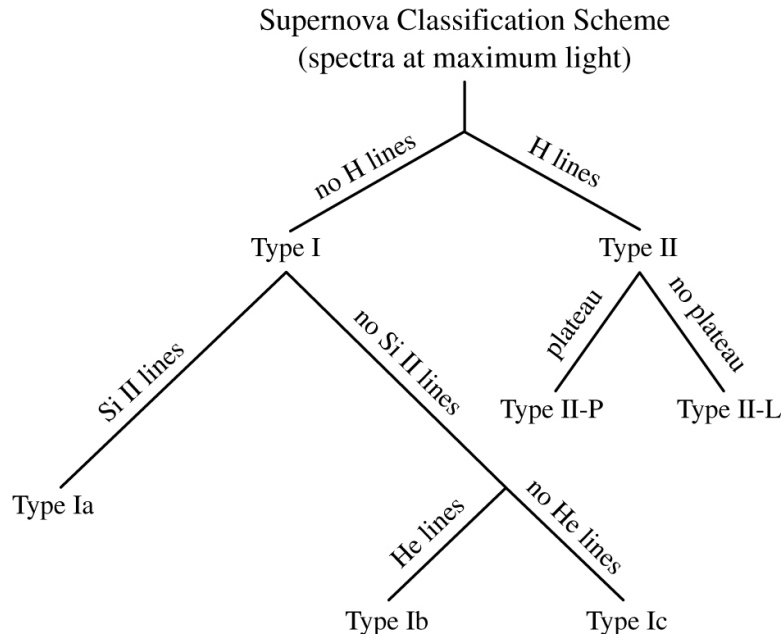 Supernova Classification Scheme
(spectra at maximum light)
no H lines
H lines
Type I
Type II
Si II lines
no Si II lines
plateau
no plateau
Type II-P
Type II-L
Type Ia
He lines
no He lines
Type Ib
Type Ic